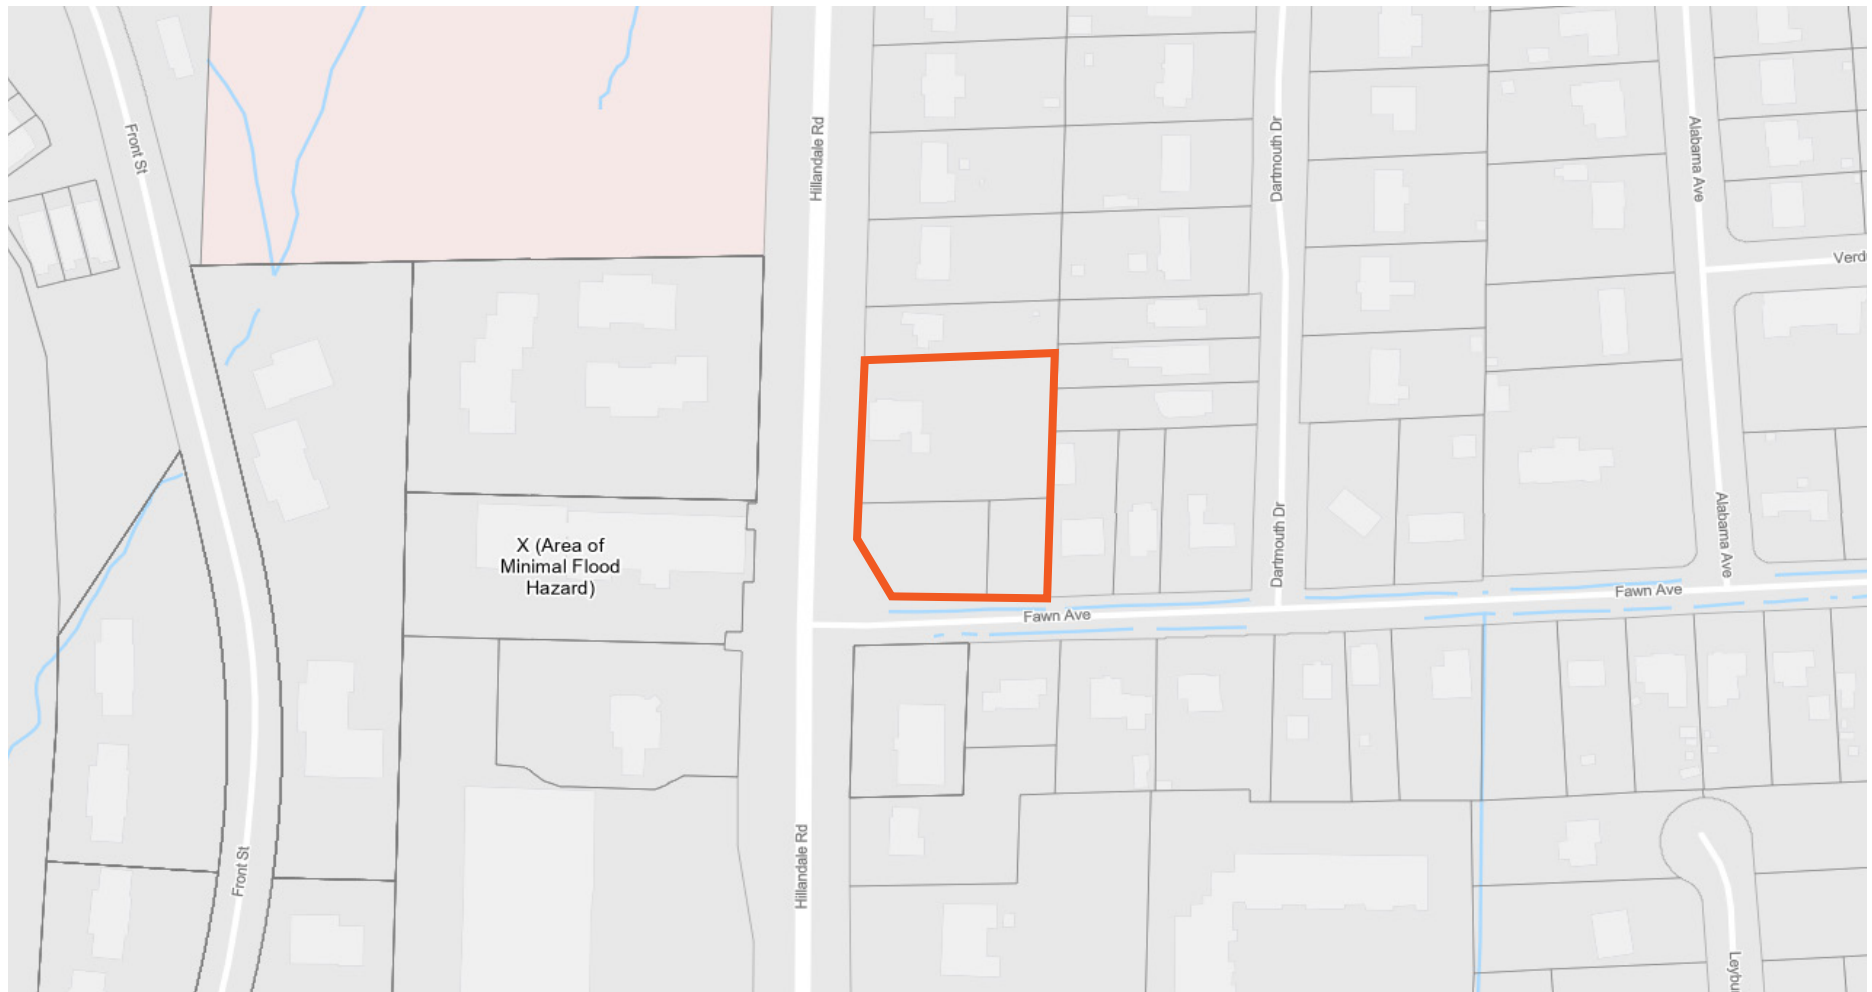 Front St
Hillandale Rd
Dartmouth Dr
Alabama Ave
Verd
X (Area of
Minimal Flood
Hazard)
Dartmouth Dr
Alabama Ave
Fawn Ave
Fawn Ave
Front St
Hillandale Rd
Leybu